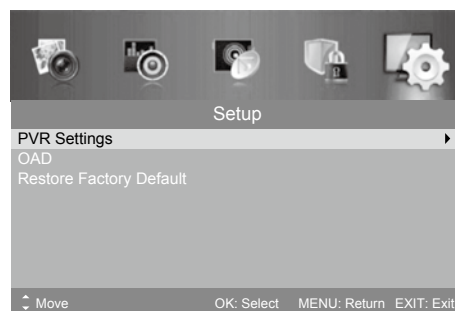 Setup
PVR Settings
OAD
Restore Factory Default
Move OK: Select MENU: Return EXIT: Exit